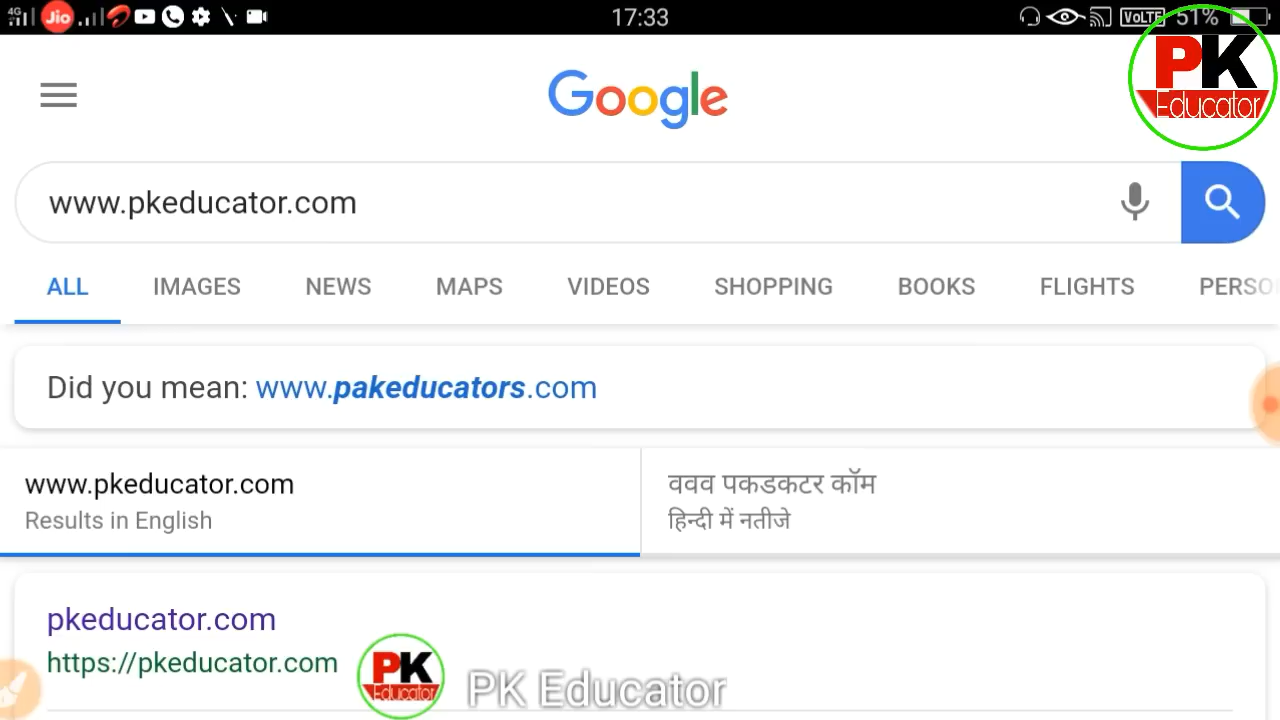 4G Jio 17:33 VoLTE 51%
Google
PK
Educator
www.pkeducator.com
ALL IMAGES NEWS MAPS VIDEOS SHOPPING BOOKS FLIGHTS PERSO
Did you mean: www.pakeducators.com
www.pkeducator.com
Results in English
ववव पकडकटर कॉम
हिन्दी में नतीजे
pkeducator.com
https://pkeducator.com
PK
Educator
PK Educator